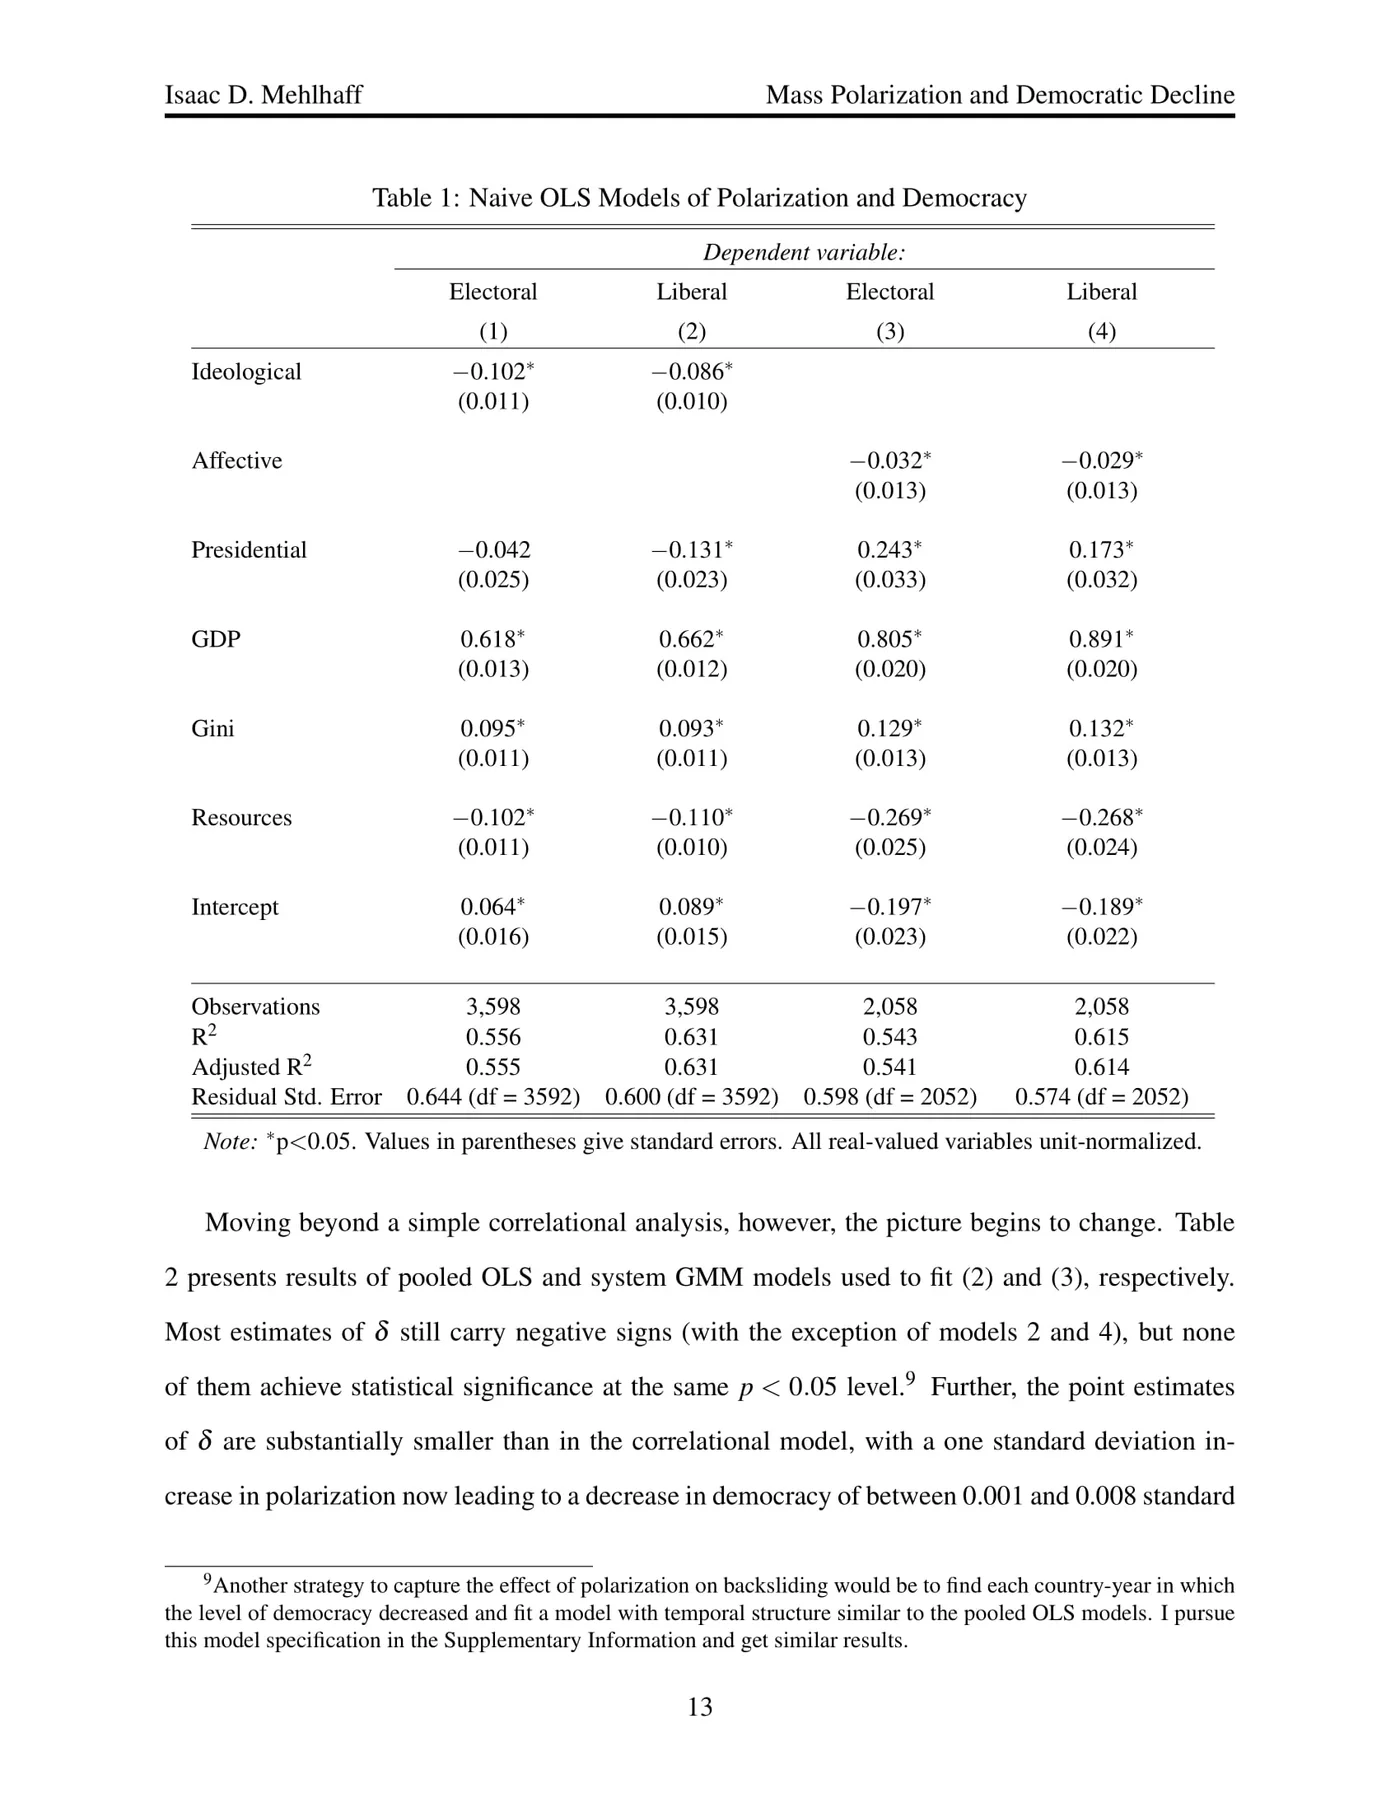 Isaac D. Mehlhaff Mass Polarization and Democratic Decline
Table 1: Naive OLS Models of Polarization and Democracy
Dependent variable:
Electoral Liberal Electoral Liberal
(1) (2) (3) (4)
Ideological −0.102* −0.086*
(0.011) (0.010)
Affective −0.032* −0.029*
(0.013) (0.013)
Presidential −0.042 −0.131* 0.243* 0.173*
(0.025) (0.023) (0.033) (0.032)
GDP 0.618* 0.662* 0.805* 0.891*
(0.013) (0.012) (0.020) (0.020)
Gini 0.095* 0.093* 0.129* 0.132*
(0.011) (0.011) (0.013) (0.013)
Resources −0.102* −0.110* −0.269* −0.268*
(0.011) (0.010) (0.025) (0.024)
Intercept 0.064* 0.089* −0.197* −0.189*
(0.016) (0.015) (0.023) (0.022)
Observations 3,598 3,598 2,058 2,058
R² 0.556 0.631 0.543 0.615
Adjusted R² 0.555 0.631 0.541 0.614
Residual Std. Error 0.644 (df = 3592) 0.600 (df = 3592) 0.598 (df = 2052) 0.574 (df = 2052)
Note: *p<0.05. Values in parentheses give standard errors. All real-valued variables unit-normalized.
Moving beyond a simple correlational analysis, however, the picture begins to change. Table
2 presents results of pooled OLS and system GMM models used to fit (2) and (3), respectively.
Most estimates of δ still carry negative signs (with the exception of models 2 and 4), but none
of them achieve statistical significance at the same p < 0.05 level.⁹ Further, the point estimates
of δ are substantially smaller than in the correlational model, with a one standard deviation in-
crease in polarization now leading to a decrease in democracy of between 0.001 and 0.008 standard
⁹Another strategy to capture the effect of polarization on backsliding would be to find each country-year in which
the level of democracy decreased and fit a model with temporal structure similar to the pooled OLS models. I pursue
this model specification in the Supplementary Information and get similar results.
13